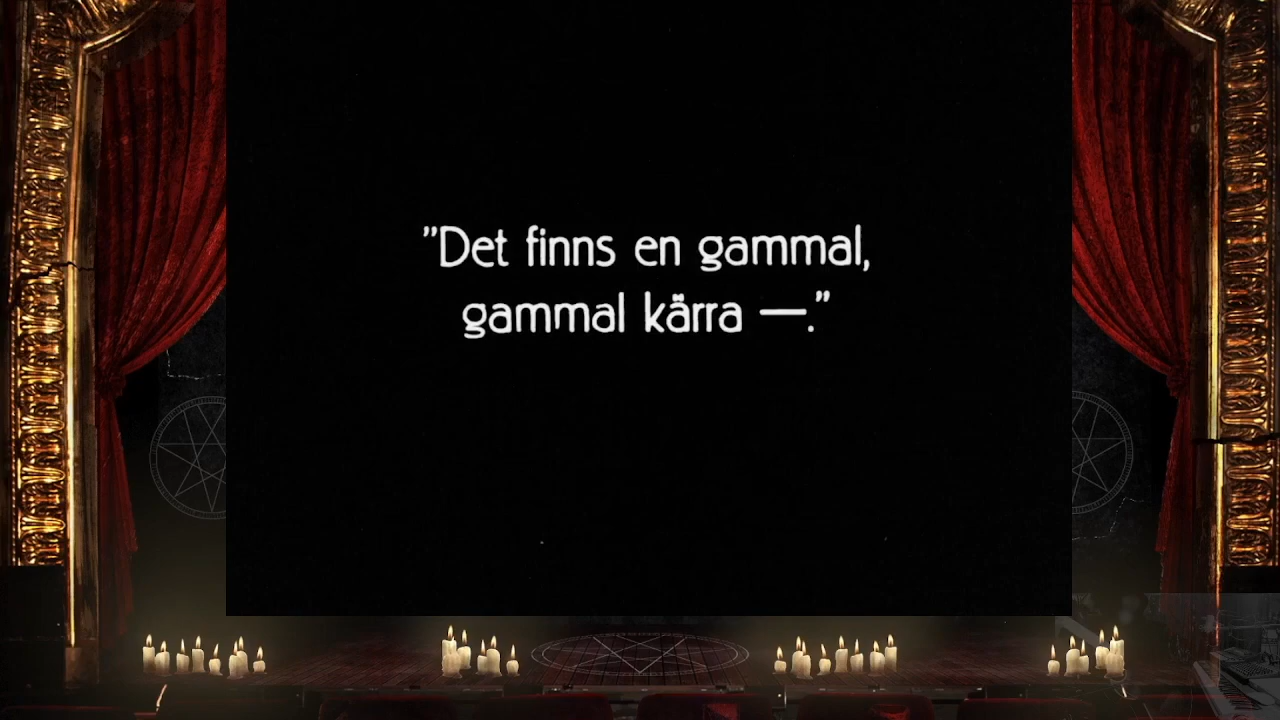 ”Det finns en gammal,
gammal kärra —.”